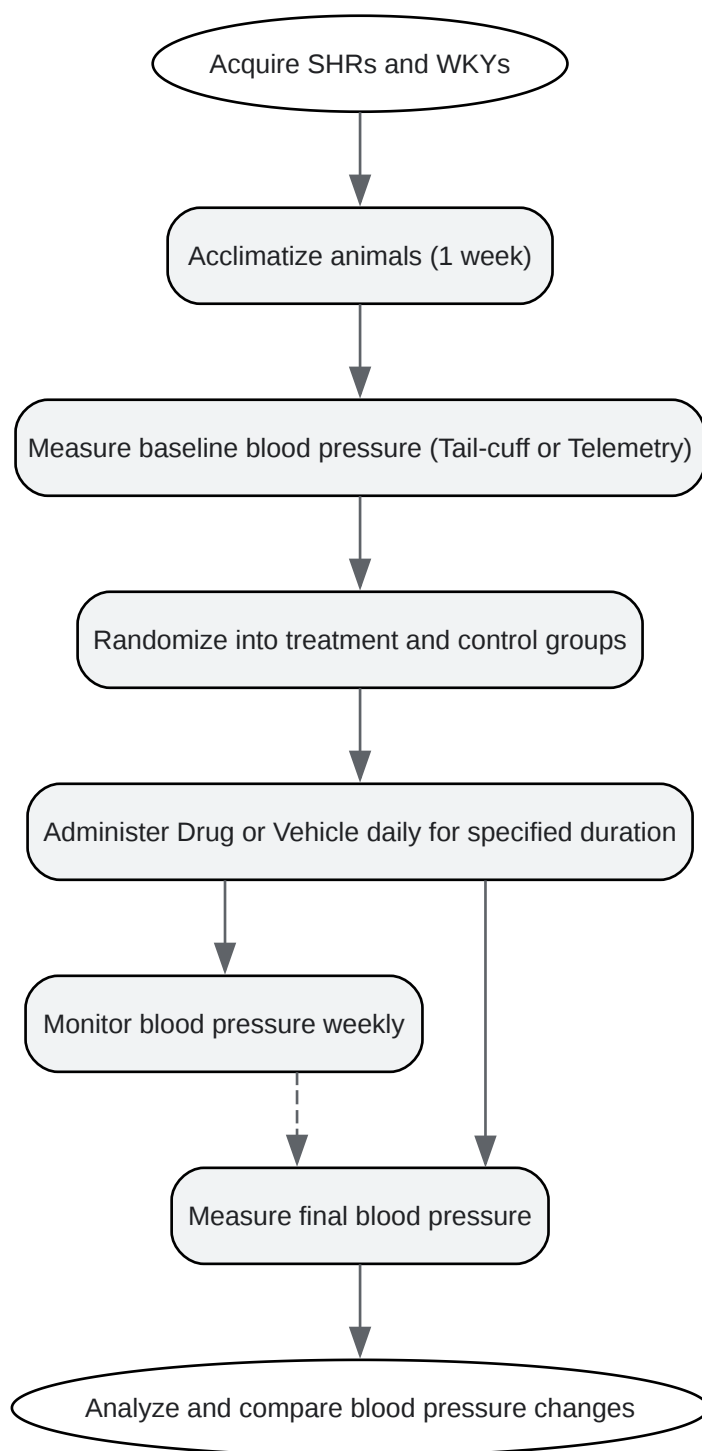 Acquire SHRs and WKYs
Acclimatize animals (1 week)
Measure baseline blood pressure (Tail-cuff or Telemetry)
Randomize into treatment and control groups
Administer Drug or Vehicle daily for specified duration
Monitor blood pressure weekly
Measure final blood pressure
Analyze and compare blood pressure changes